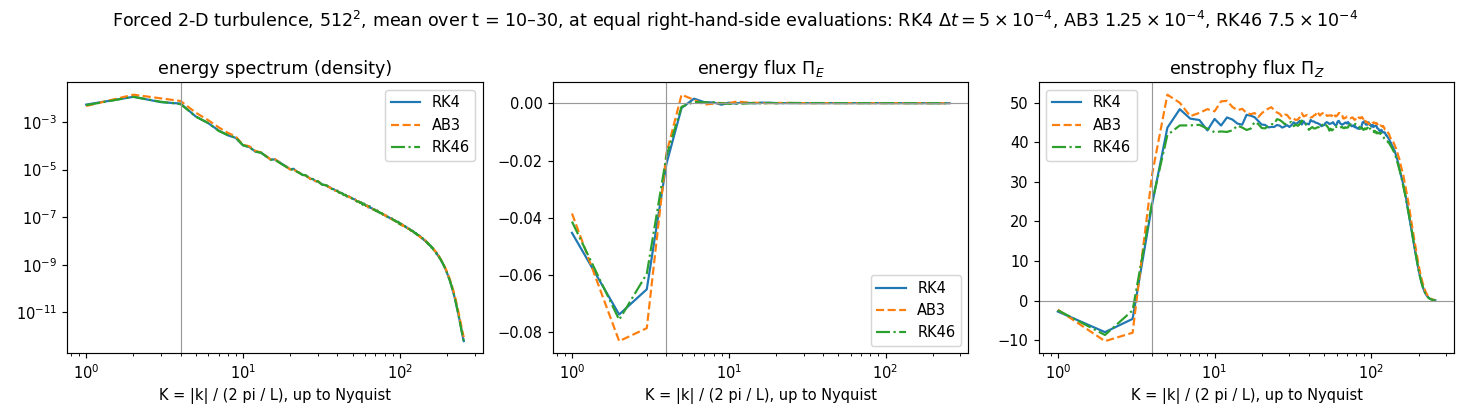 Forced 2-D turbulence, 512², mean over t = 10–30, at equal right-hand-side evaluations: RK4 Δt = 5 × 10⁻⁴, AB3 1.25 × 10⁻⁴, RK46 7.5 × 10⁻⁴
energy spectrum (density)
10⁻³
10⁻⁵
10⁻⁷
10⁻⁹
10⁻¹¹
RK4
AB3
RK46
10⁰
10¹
10²
K = |k| / (2 pi / L), up to Nyquist
energy flux Π_E
0.00
−0.02
−0.04
−0.06
−0.08
RK4
AB3
RK46
10⁰
10¹
10²
K = |k| / (2 pi / L), up to Nyquist
enstrophy flux Π_Z
50
40
30
20
10
0
−10
RK4
AB3
RK46
10⁰
10¹
10²
K = |k| / (2 pi / L), up to Nyquist